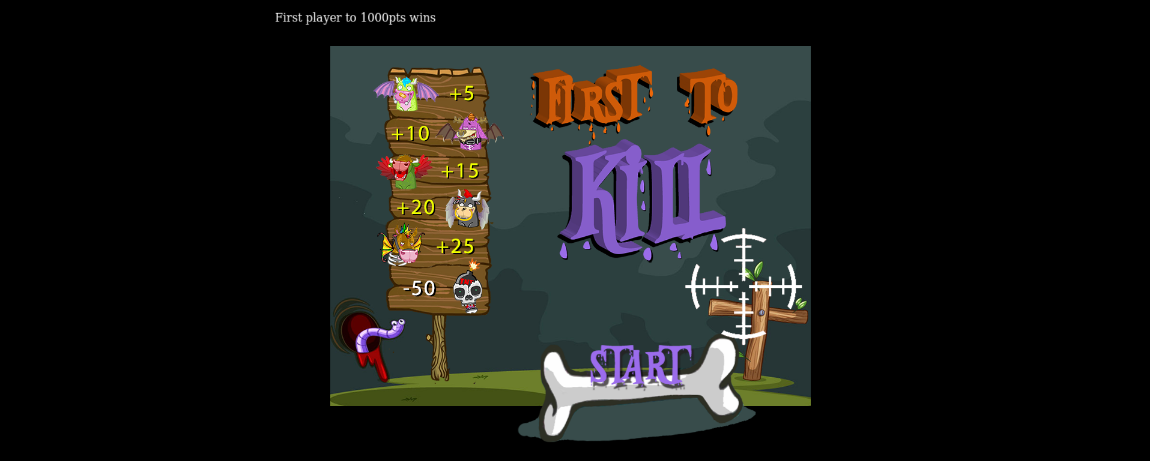 First player to 1000pts wins
+5
+10
+15
+20
+25
-50
FIRST TO
KILL
START